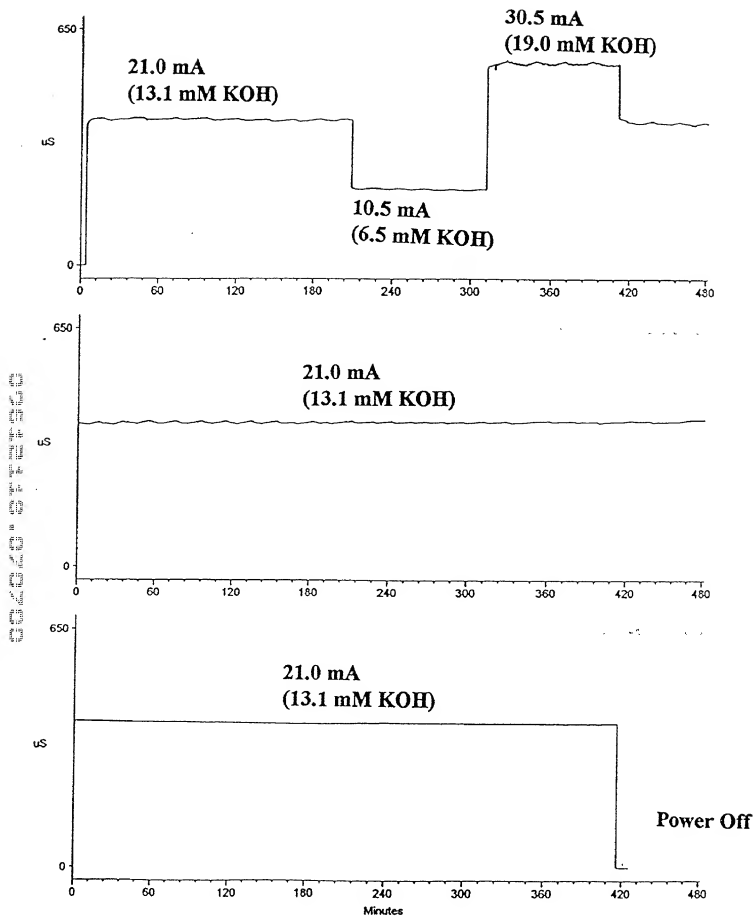 650
30.5 mA
(19.0 mM KOH)
21.0 mA
(13.1 mM KOH)
uS
10.5 mA
(6.5 mM KOH)
0
0 60 120 180 240 300 360 420 480
650
21.0 mA
(13.1 mM KOH)
uS
0
0 60 120 180 240 300 360 420 480
650
21.0 mA
(13.1 mM KOH)
uS
Power Off
0
0 60 120 180 240 300 360 420 480
Minutes